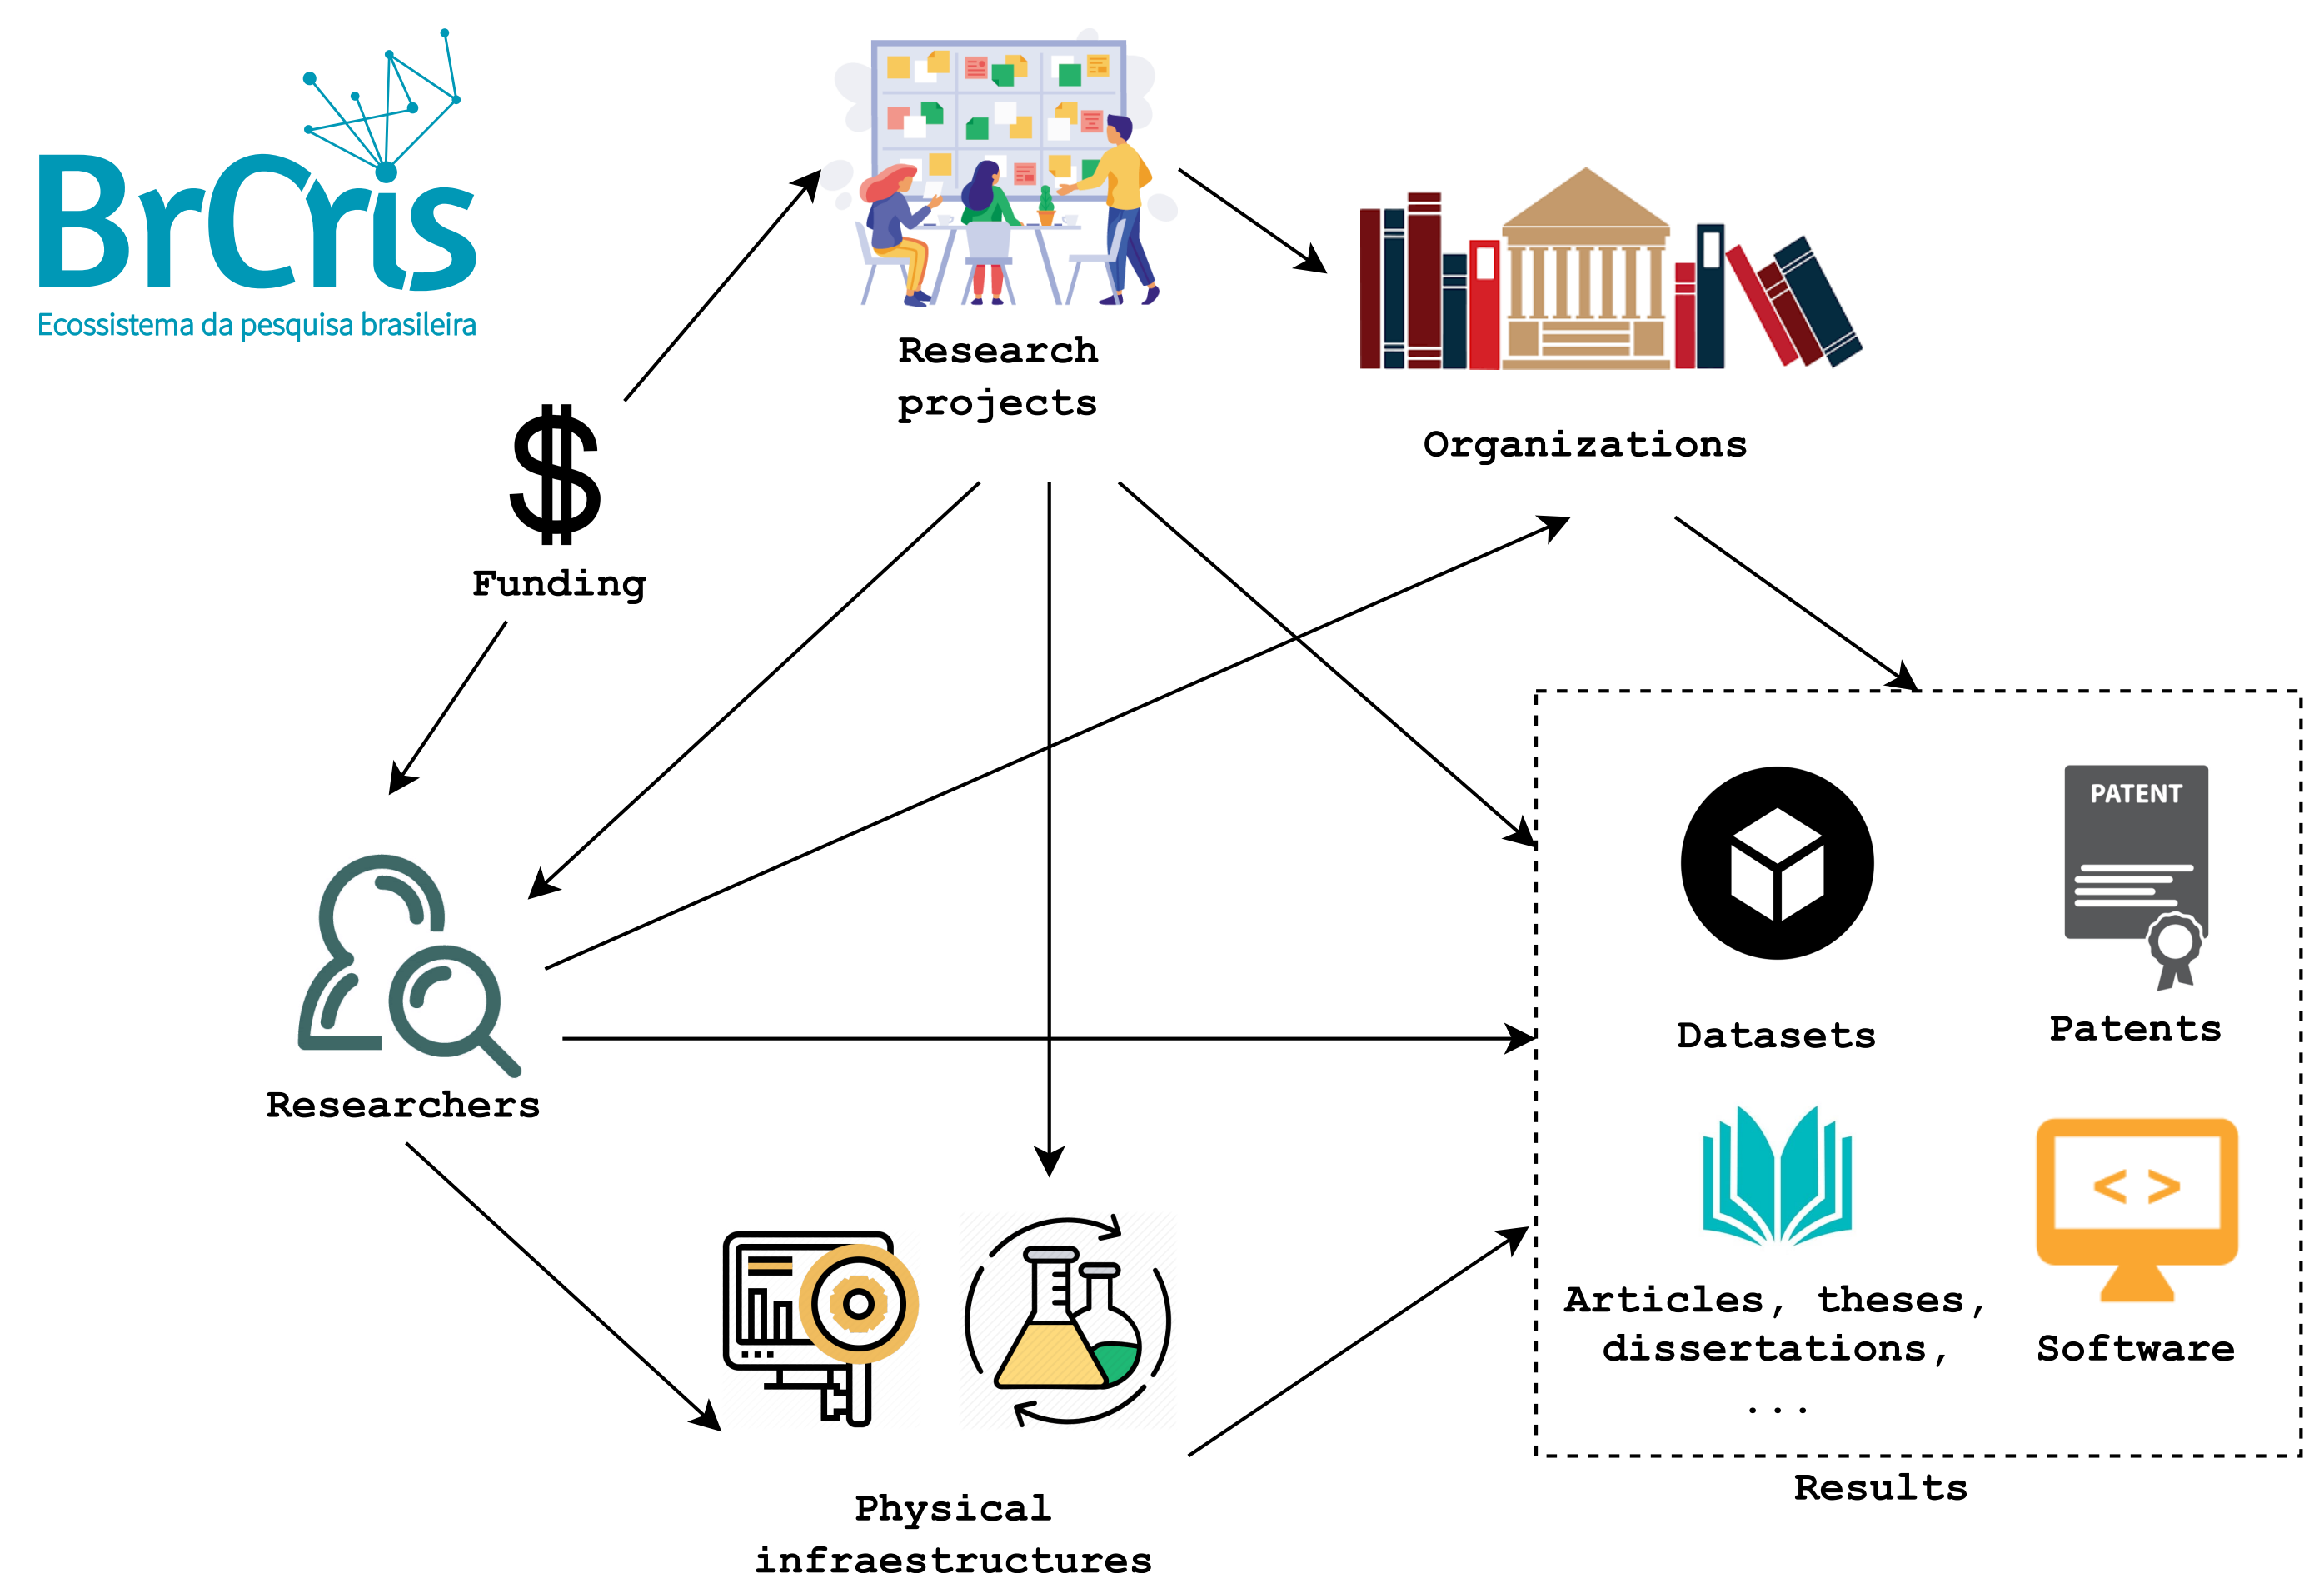 BrCris
Ecossistema da pesquisa brasileira
Research
projects
Organizations
$
Funding
PATENT
Datasets
Patents
Researchers
< >
Articles, theses,
dissertations,
...
Software
Results
Physical
infraestructures